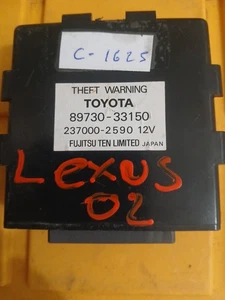 C-1625
THEFT WARNING
TOYOTA
89730-33150
237000-2590 12V
FUJITSU TEN LIMITED JAPAN
LEXUS
02